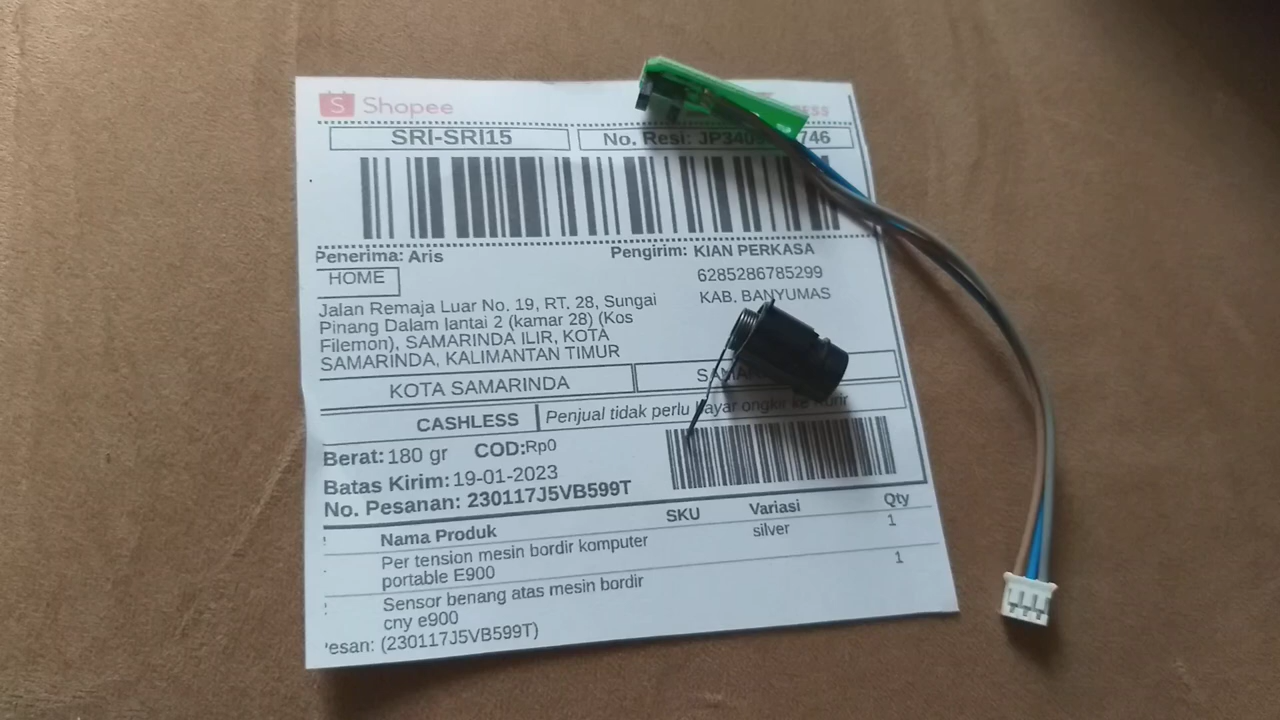 Shopee
SRI-SRI15
No. Resi: 746
Penerima: Aris
Pengirim: KIAN PERKASA
HOME
6285286785299
KAB. BANYUMAS
Jalan Remaja Luar No. 19, RT. 28, Sungai
Pinang Dalam lantai 2 (kamar 28) (Kos
Filemon), SAMARINDA ILIR, KOTA
SAMARINDA, KALIMANTAN TIMUR
KOTA SAMARINDA
CASHLESS
Penjual tidak perlu bayar ongkir ke kurir
Berat: 180 gr COD:Rp0
Batas Kirim: 19-01-2023
No. Pesanan: 230117J5VB599T
Nama Produk SKU Variasi Qty
Per tension mesin bordir komputer silver 1
portable E900
Sensor benang atas mesin bordir 1
cny e900
esan: (230117J5VB599T)